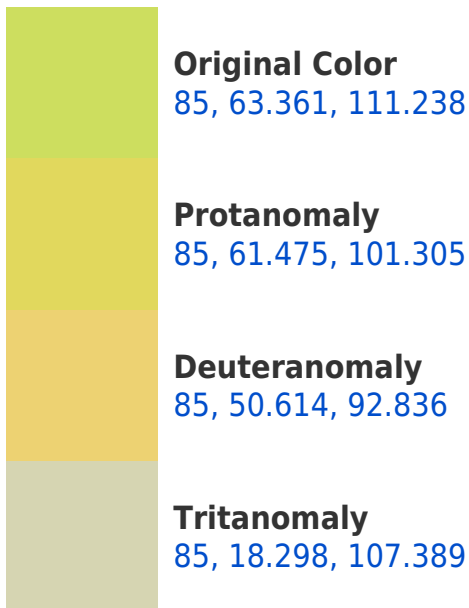 Original Color
85, 63.361, 111.238
Protanomaly
85, 61.475, 101.305
Deuteranomaly
85, 50.614, 92.836
Tritanomaly
85, 18.298, 107.389